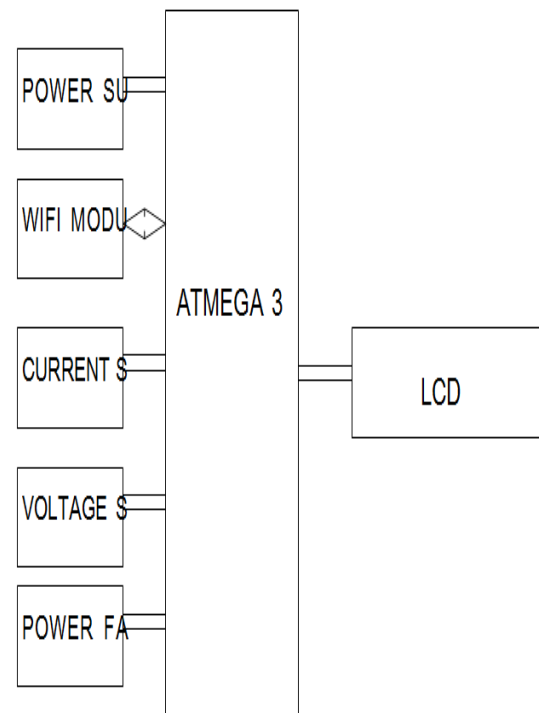 POWER SU
WIFI MODU
ATMEGA 3
CURRENT S
LCD
VOLTAGE S
POWER FA